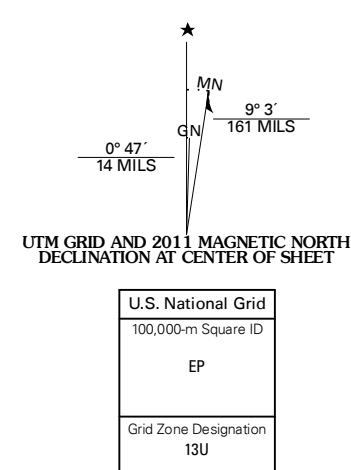 ★
MN
9° 3´
161 MILS
GN
0° 47´
14 MILS
UTM GRID AND 2011 MAGNETIC NORTH
DECLINATION AT CENTER OF SHEET
U.S. National Grid
100,000-m Square ID
EP
Grid Zone Designation
13U